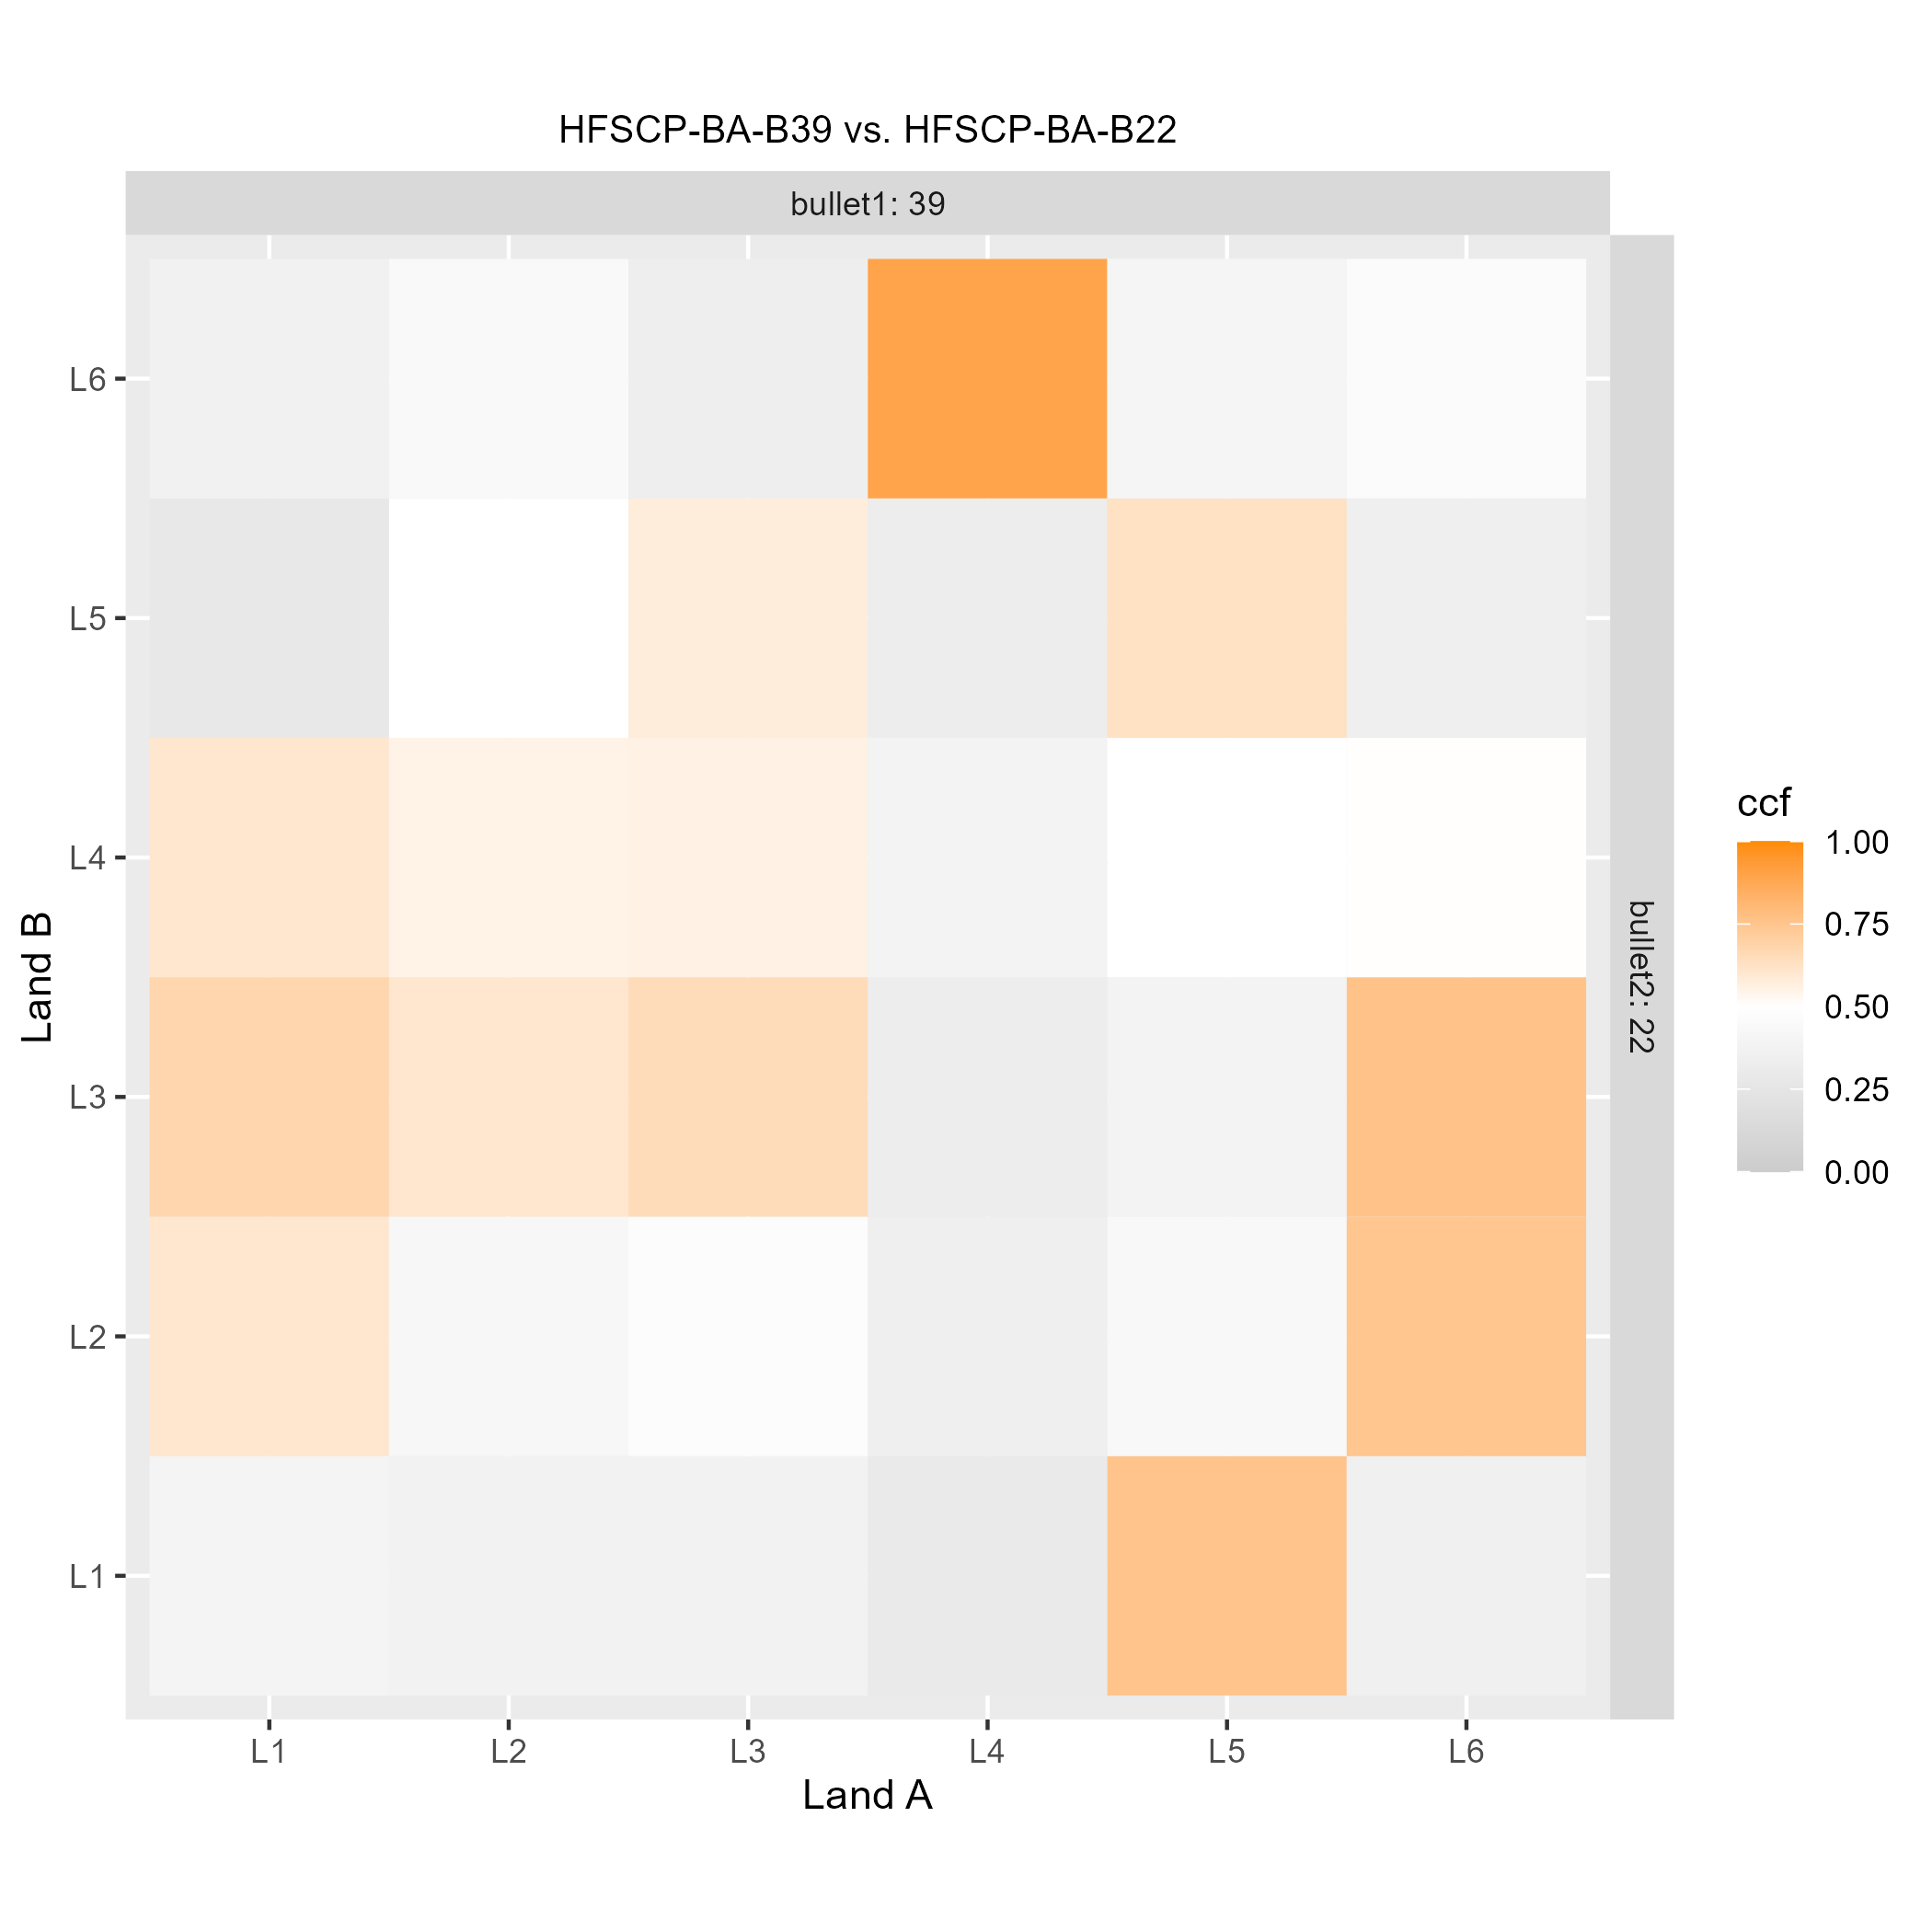 HFSCP-BA-B39 vs. HFSCP-BA-B22
bullet1: 39
L6
L5
L4
L3
L2
L1
Land B
L1 L2 L3 L4 L5 L6
Land A
bullet2: 22
ccf
1.00
0.75
0.50
0.25
0.00